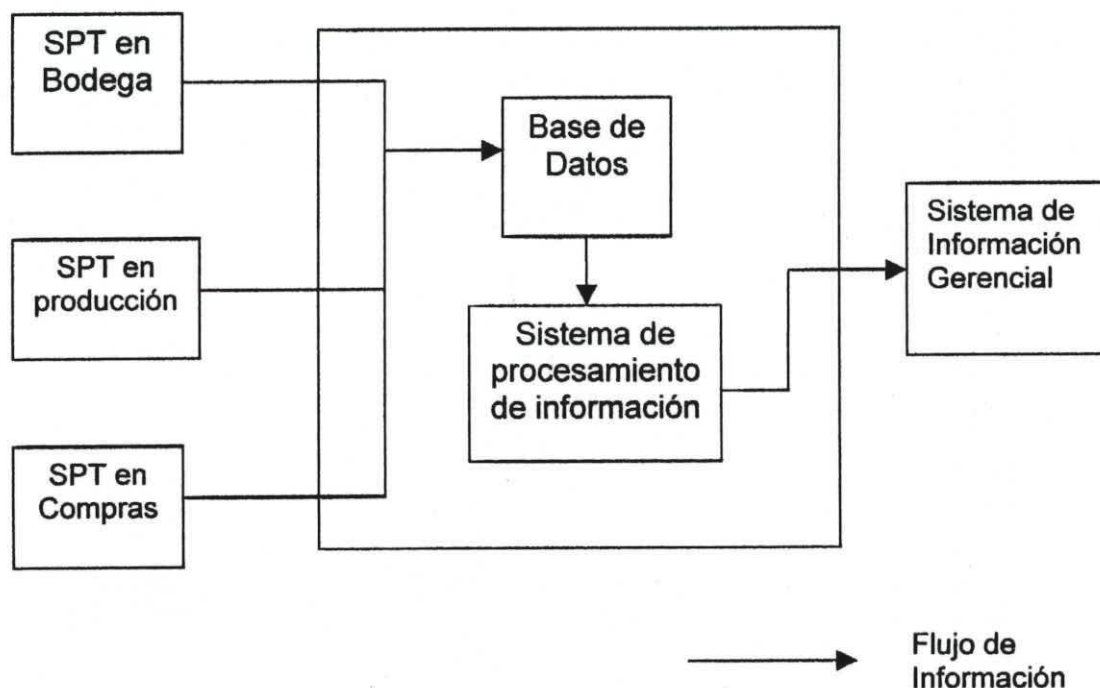 SPT en
Bodega
SPT en
producción
SPT en
Compras
Base de
Datos
Sistema de
procesamiento
de información
Sistema de
Información
Gerencial
Flujo de
Información